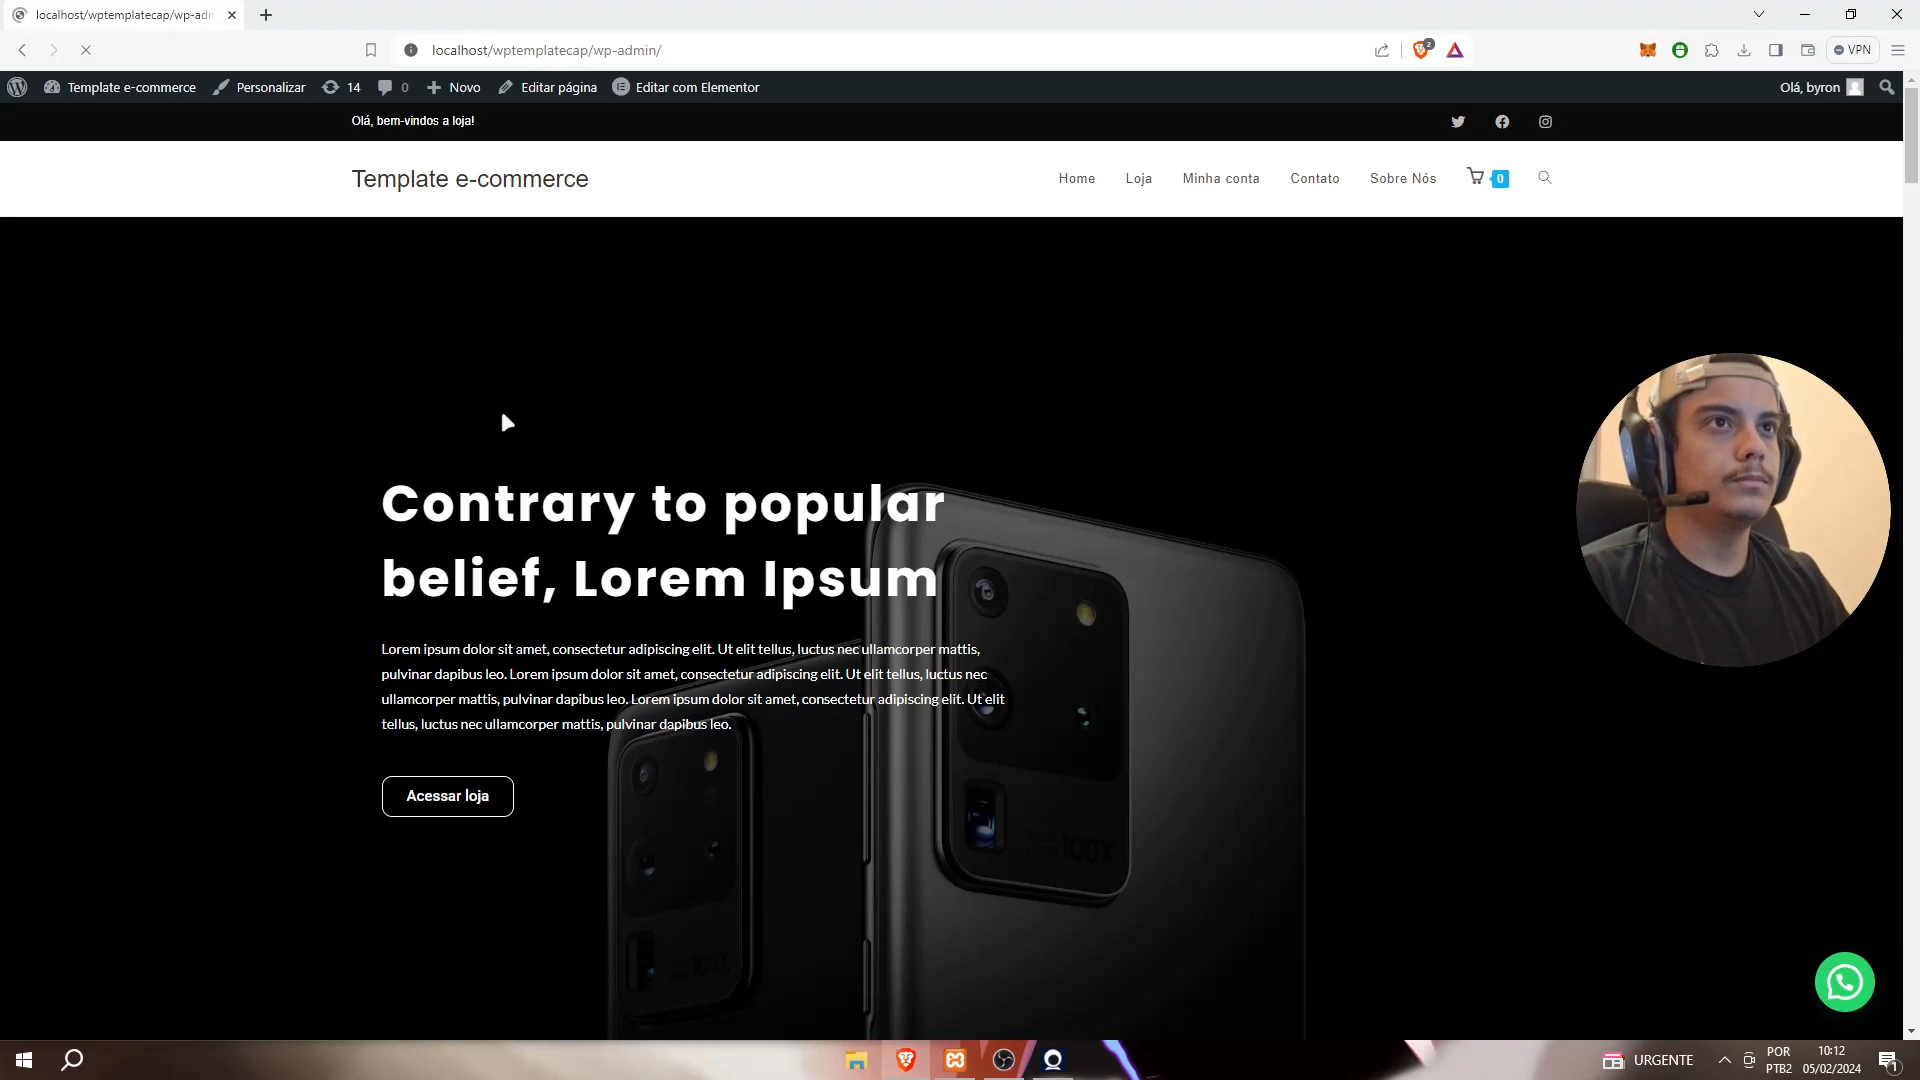 localhost/wptemplatecap/wp-adm
localhost/wptemplatecap/wp-admin/
2
VPN
Template e-commerce
Personalizar
14
0
Novo
Editar página
Editar com Elementor
Olá, byron
Olá, bem-vindos a loja!
Template e-commerce
Home
Loja
Minha conta
Contato
Sobre Nós
0
Contrary to popular
belief, Lorem Ipsum
Lorem ipsum dolor sit amet, consectetur adipiscing elit. Ut elit tellus, luctus nec ullamcorper mattis,
pulvinar dapibus leo. Lorem ipsum dolor sit amet, consectetur adipiscing elit. Ut elit tellus, luctus nec
ullamcorper mattis, pulvinar dapibus leo. Lorem ipsum dolor sit amet, consectetur adipiscing elit. Ut elit
tellus, luctus nec ullamcorper mattis, pulvinar dapibus leo.
Acessar loja
100X
URGENTE
POR
PTB2
10:12
05/02/2024
1